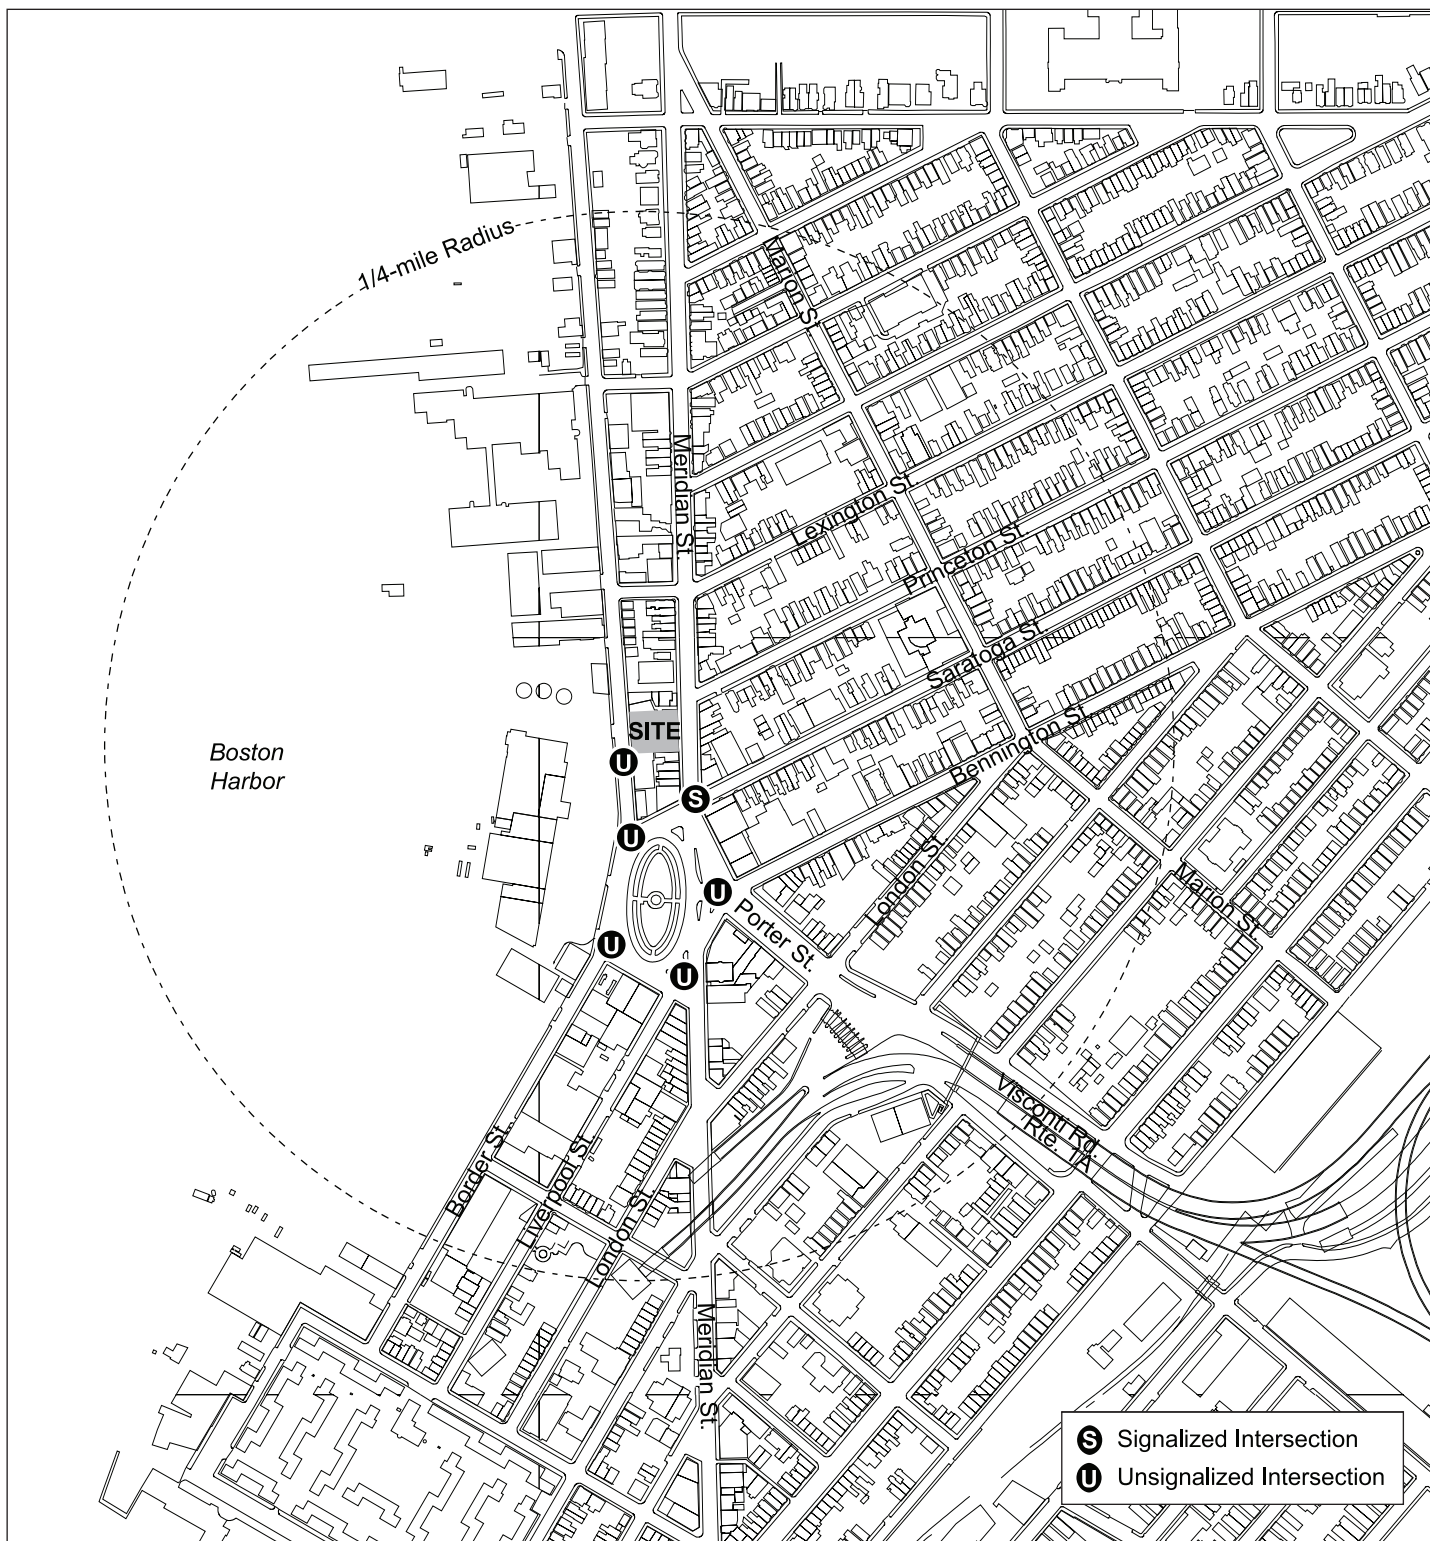 1/4-mile Radius
Marion St.
Meridian St.
Lexington St.
Princeton St.
Saratoga St.
Bennington St.
SITE
Boston
Harbor
U
S
U
London St.
Marion St.
U
Porter St.
U
U
Visconti Rd.
Rte. 1A
Border St.
Liverpool St.
London St.
Meridian St.
S Signalized Intersection
U Unsignalized Intersection